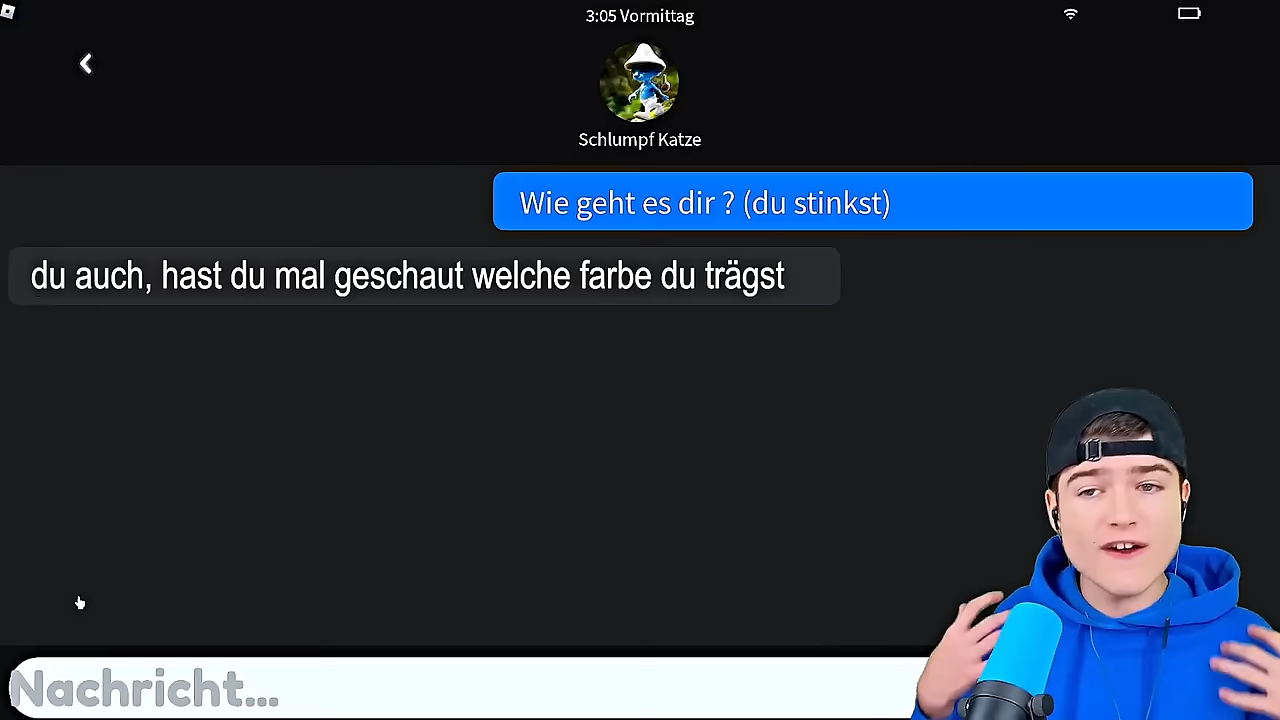 3:05 Vormittag
Schlumpf Katze
Wie geht es dir ? (du stinkst)
du auch, hast du mal geschaut welche farbe du trägst
Nachricht...